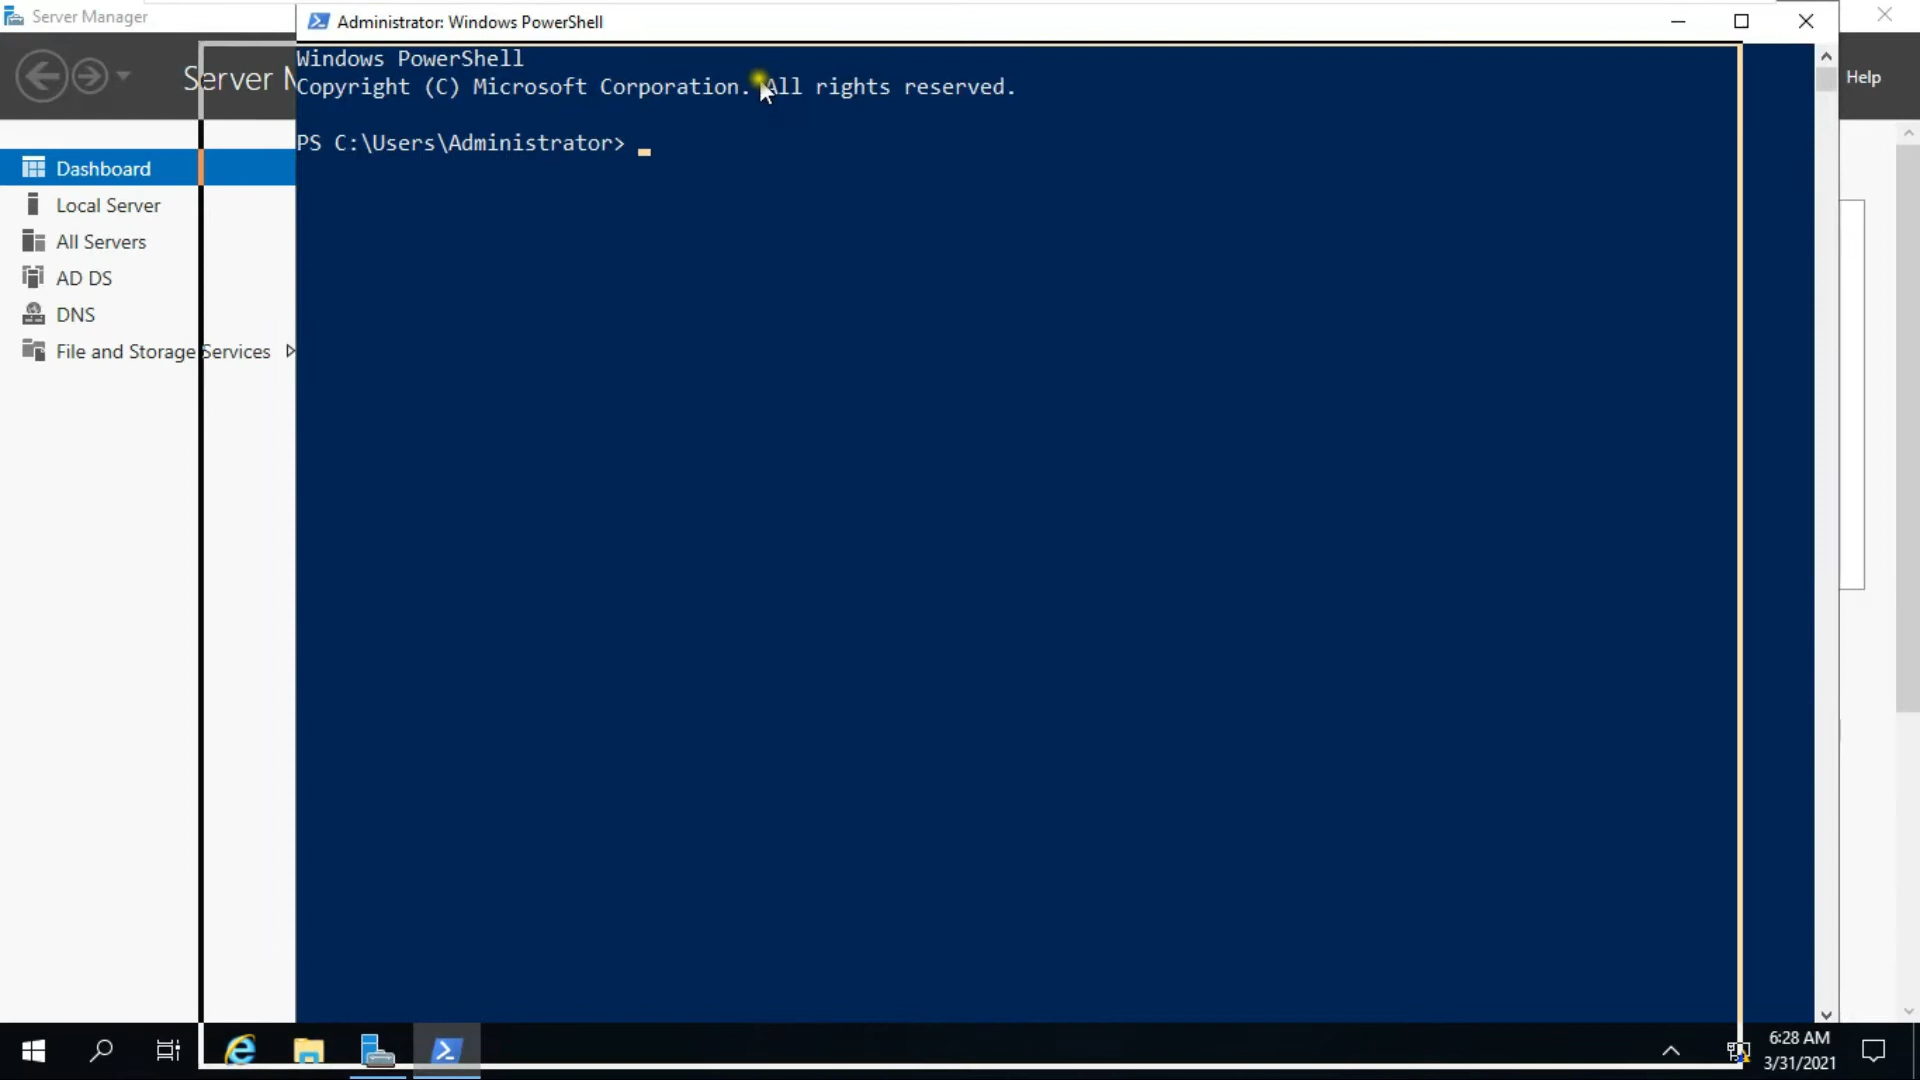 Server Manager
Administrator: Windows PowerShell
Server M
Help
Windows PowerShell
Copyright (C) Microsoft Corporation. All rights reserved.
PS C:\Users\Administrator>
Dashboard
Local Server
All Servers
AD DS
DNS
File and Storage Services
6:28 AM
3/31/2021